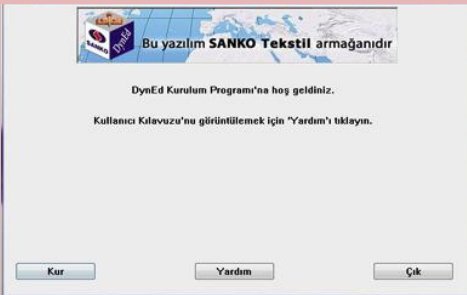 SANKO
DynEd
Bu yazılım SANKO Tekstil armağanıdır
DynEd Kurulum Programı'na hoş geldiniz.
Kullanıcı Kılavuzu'nu görüntülemek için 'Yardım'ı tıklayın.
Kur
Yardım
Çık